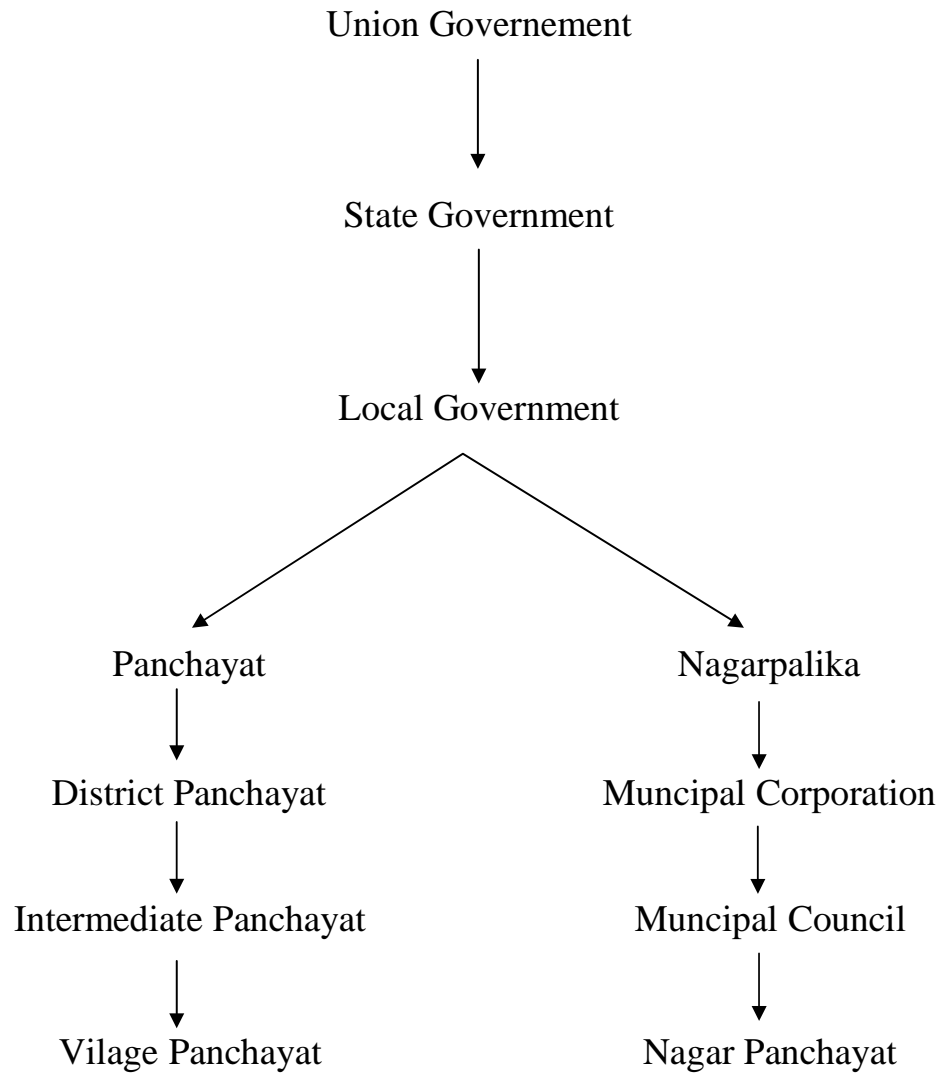 Union Governement
State Government
Local Government
Panchayat
Nagarpalika
District Panchayat
Muncipal Corporation
Intermediate Panchayat
Muncipal Council
Vilage Panchayat
Nagar Panchayat